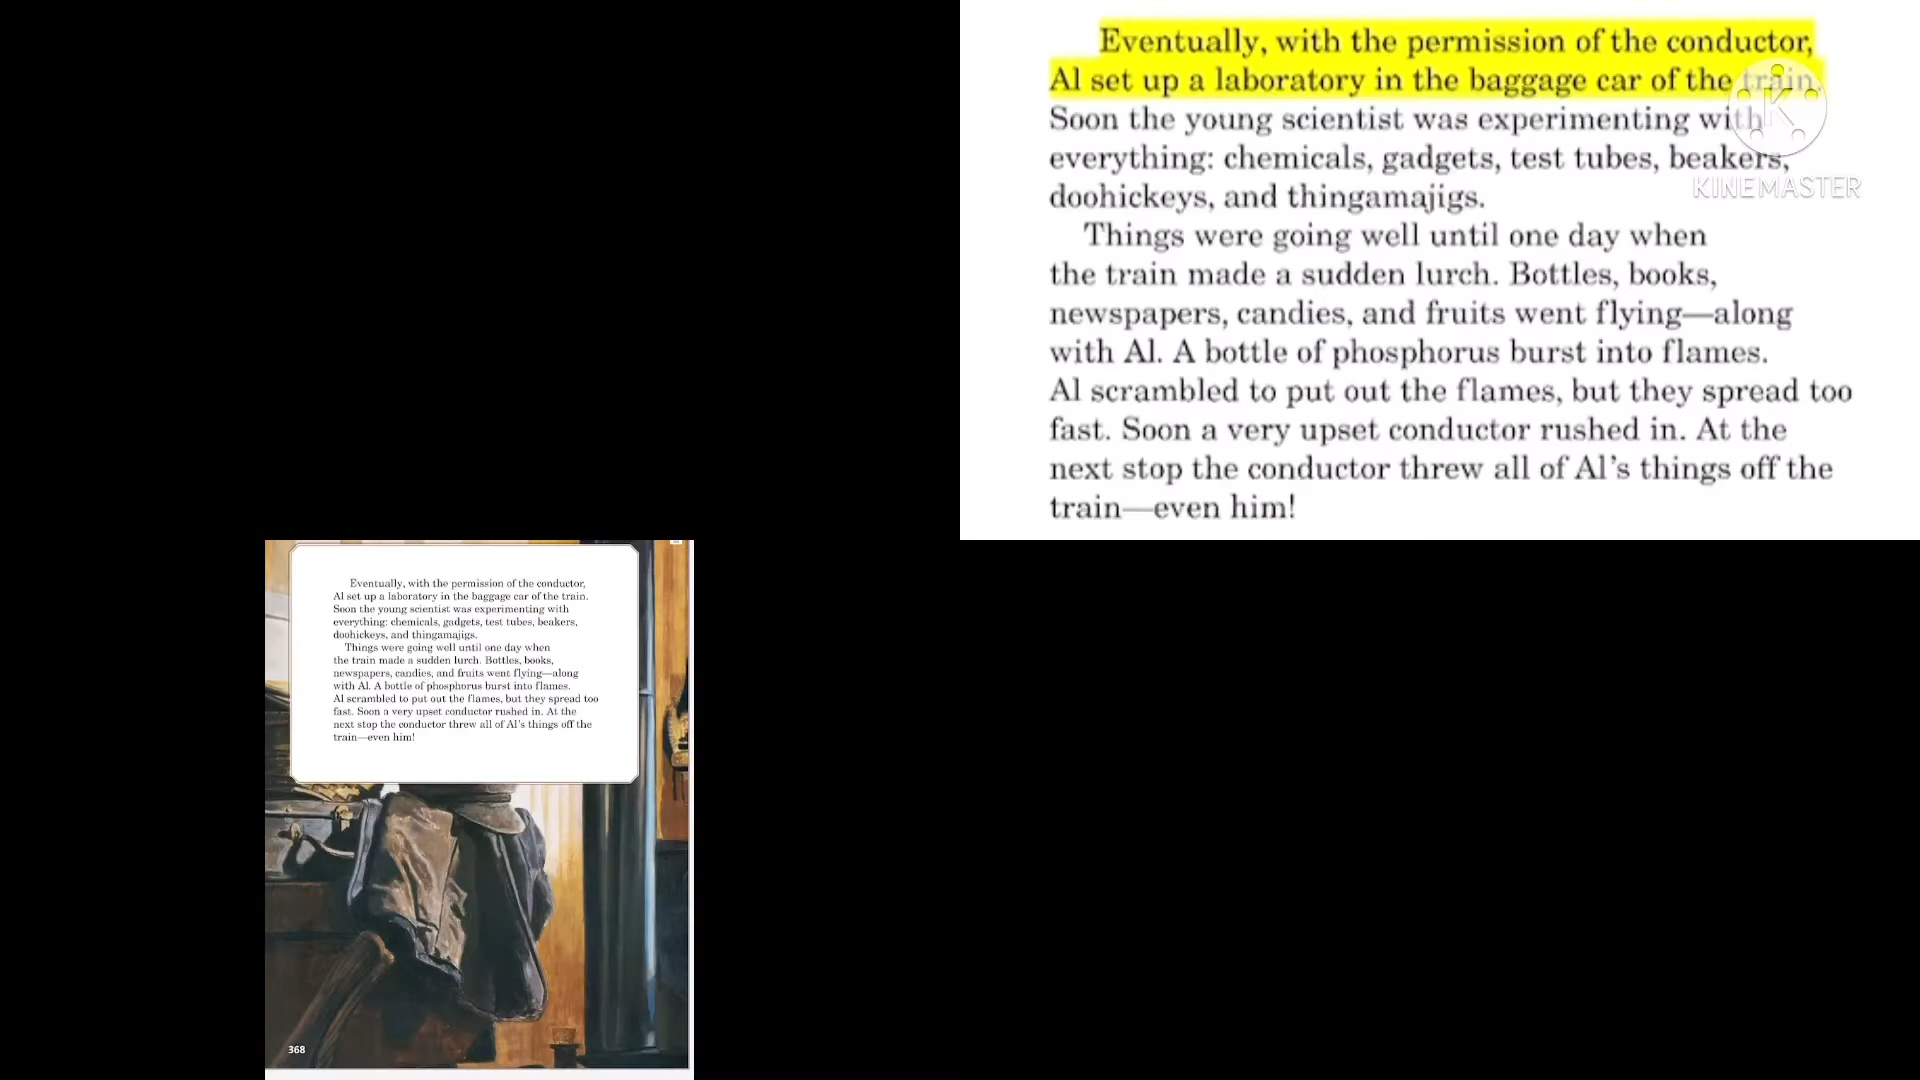 Eventually, with the permission of the conductor,
Al set up a laboratory in the baggage car of the train.
Soon the young scientist was experimenting with
everything: chemicals, gadgets, test tubes, beakers,
doohickeys, and thingamajigs.
Things were going well until one day when
the train made a sudden lurch. Bottles, books,
newspapers, candies, and fruits went flying—along
with Al. A bottle of phosphorus burst into flames.
Al scrambled to put out the flames, but they spread too
fast. Soon a very upset conductor rushed in. At the
next stop the conductor threw all of Al's things off the
train—even him!
K
KINEMASTER
Eventually, with the permission of the conductor,
Al set up a laboratory in the baggage car of the train.
Soon the young scientist was experimenting with
everything: chemicals, gadgets, test tubes, beakers,
doohickeys, and thingamajigs.
Things were going well until one day when
the train made a sudden lurch. Bottles, books,
newspapers, candies, and fruits went flying—along
with Al. A bottle of phosphorus burst into flames.
Al scrambled to put out the flames, but they spread too
fast. Soon a very upset conductor rushed in. At the
next stop the conductor threw all of Al's things off the
train—even him!
368